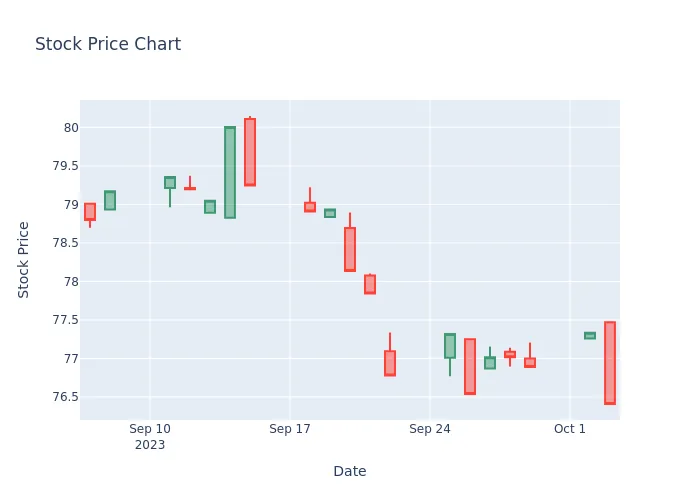 Stock Price Chart
80
79.5
79
78.5
78
77.5
77
76.5
Stock Price
Sep 10
2023
Sep 17
Sep 24
Oct 1
Date